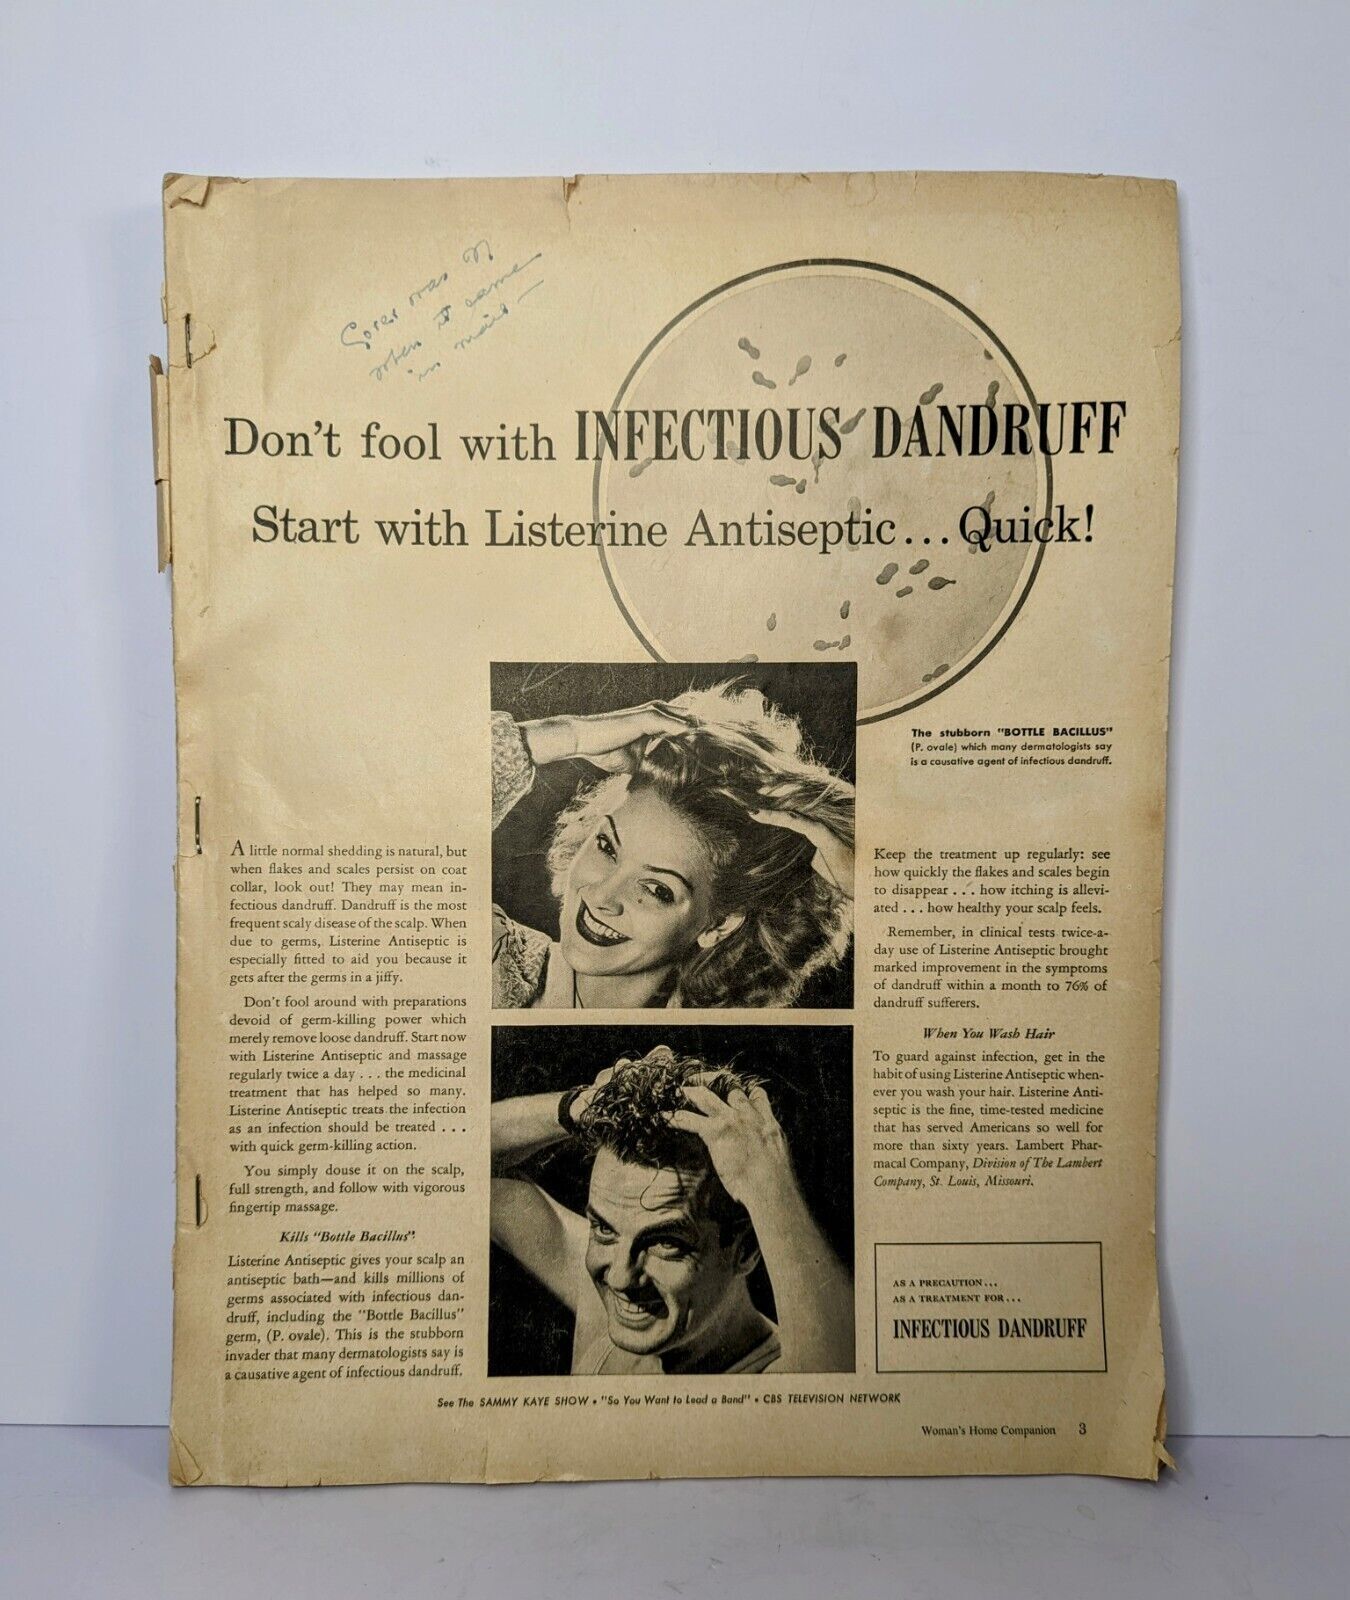 Cover was off
when it came
in mail —
Don't fool with INFECTIOUS DANDRUFF
Start with Listerine Antiseptic... Quick!
The stubborn "BOTTLE BACILLUS"
(P. ovale) which many dermatologists say
is a causative agent of infectious dandruff.
A little normal shedding is natural, but
when flakes and scales persist on coat
collar, look out! They may mean in-
fectious dandruff. Dandruff is the most
frequent scaly disease of the scalp. When
due to germs, Listerine Antiseptic is
especially fitted to aid you because it
gets after the germs in a jiffy.
Don't fool around with preparations
devoid of germ-killing power which
merely remove loose dandruff. Start now
with Listerine Antiseptic and massage
regularly twice a day . . . the medicinal
treatment that has helped so many.
Listerine Antiseptic treats the infection
as an infection should be treated . . .
with quick germ-killing action.
You simply douse it on the scalp,
full strength, and follow with vigorous
fingertip massage.
Kills "Bottle Bacillus"
Listerine Antiseptic gives your scalp an
antiseptic bath—and kills millions of
germs associated with infectious dan-
druff, including the "Bottle Bacillus"
germ, (P. ovale). This is the stubborn
invader that many dermatologists say is
a causative agent of infectious dandruff.
Keep the treatment up regularly: see
how quickly the flakes and scales begin
to disappear . . . how itching is allevi-
ated . . . how healthy your scalp feels.
Remember, in clinical tests twice-a-
day use of Listerine Antiseptic brought
marked improvement in the symptoms
of dandruff within a month to 76% of
dandruff sufferers.
When You Wash Hair
To guard against infection, get in the
habit of using Listerine Antiseptic when-
ever you wash your hair. Listerine Anti-
septic is the fine, time-tested medicine
that has served Americans so well for
more than sixty years. Lambert Phar-
macal Company, Division of The Lambert
Company, St. Louis, Missouri.
AS A PRECAUTION...
AS A TREATMENT FOR...
INFECTIOUS DANDRUFF
See The SAMMY KAYE SHOW • "So You Want to Lead a Band" • CBS TELEVISION NETWORK
Woman's Home Companion 3